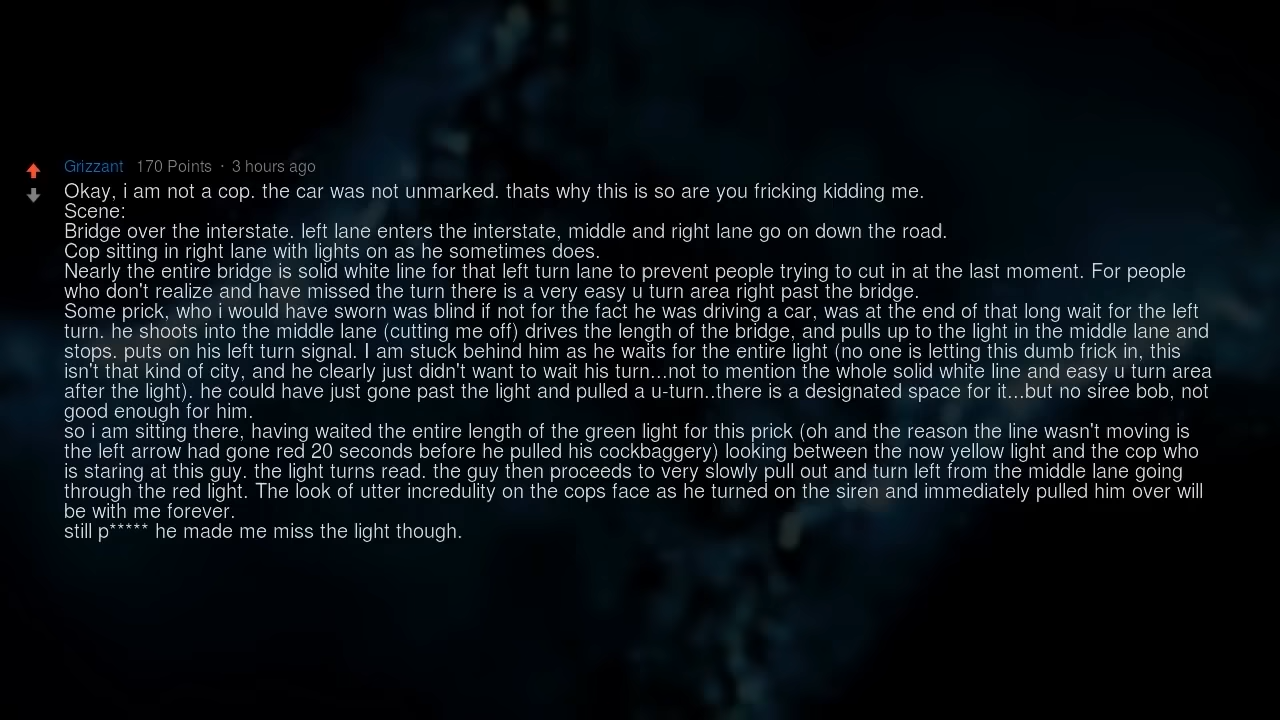 Grizzant 170 Points · 3 hours ago
Okay, i am not a cop. the car was not unmarked. thats why this is so are you fricking kidding me.
Scene:
Bridge over the interstate. left lane enters the interstate, middle and right lane go on down the road.
Cop sitting in right lane with lights on as he sometimes does.
Nearly the entire bridge is solid white line for that left turn lane to prevent people trying to cut in at the last moment. For people
who don't realize and have missed the turn there is a very easy u turn area right past the bridge.
Some prick, who i would have sworn was blind if not for the fact he was driving a car, was at the end of that long wait for the left
turn. he shoots into the middle lane (cutting me off) drives the length of the bridge, and pulls up to the light in the middle lane and
stops. puts on his left turn signal. I am stuck behind him as he waits for the entire light (no one is letting this dumb frick in, this
isn't that kind of city, and he clearly just didn't want to wait his turn...not to mention the whole solid white line and easy u turn area
after the light). he could have just gone past the light and pulled a u-turn..there is a designated space for it...but no siree bob, not
good enough for him.
so i am sitting there, having waited the entire length of the green light for this prick (oh and the reason the line wasn't moving is
the left arrow had gone red 20 seconds before he pulled his cockbaggery) looking between the now yellow light and the cop who
is staring at this guy. the light turns read. the guy then proceeds to very slowly pull out and turn left from the middle lane going
through the red light. The look of utter incredulity on the cops face as he turned on the siren and immediately pulled him over will
be with me forever.
still p***** he made me miss the light though.